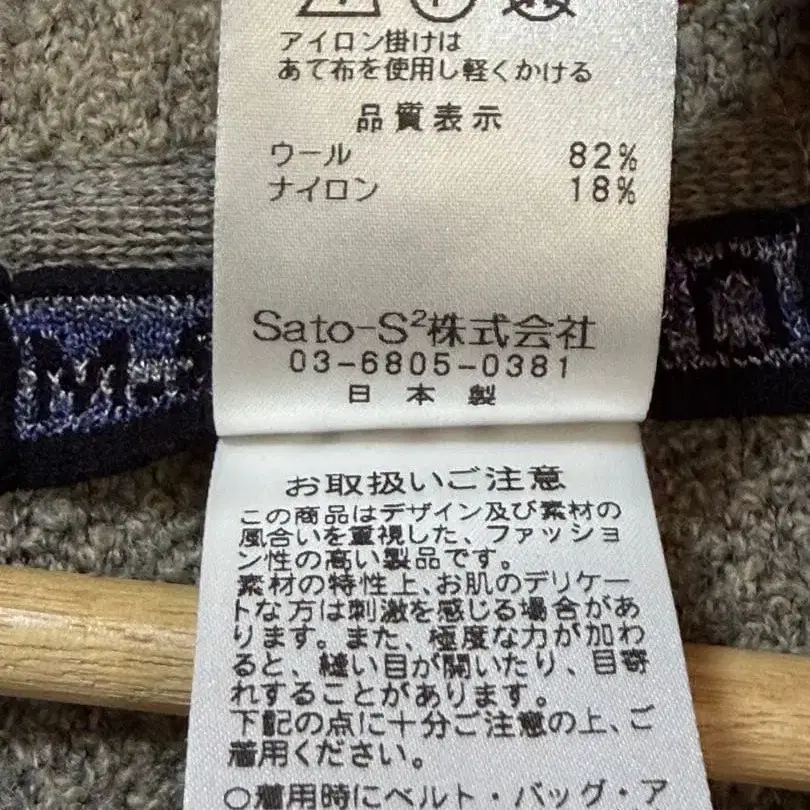 アイロン掛けは
あて布を使用し軽くかける
品質表示
ウール 82%
ナイロン 18%
Sato-S²株式会社
03-6805-0381
日本製
お取扱いご注意
この商品はデザイン及び素材の
風合いを重視した、ファッショ
ン性の高い製品です。
素材の特性上、お肌のデリケー
トな方は刺激を感じる場合があ
ります。また、極度な力が加わ
ると、縫い目が開いたり、目寄
れすることがあります。
下記の点に十分ご注意の上、ご
着用ください。
○着用時にベルト・バッグ・ア